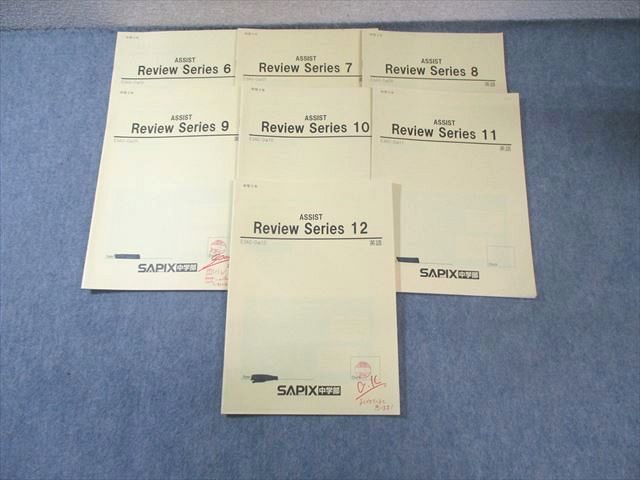 ASSIST
Review Series 6
ASSIST
Review Series 7
ASSIST
Review Series 8
英語
ASSIST
Review Series 9
SAPIX中学部
ASSIST
Review Series 10
ASSIST
Review Series 11
英語
SAPIX中学部
ASSIST
Review Series 12
英語
SAPIX中学部
O.K